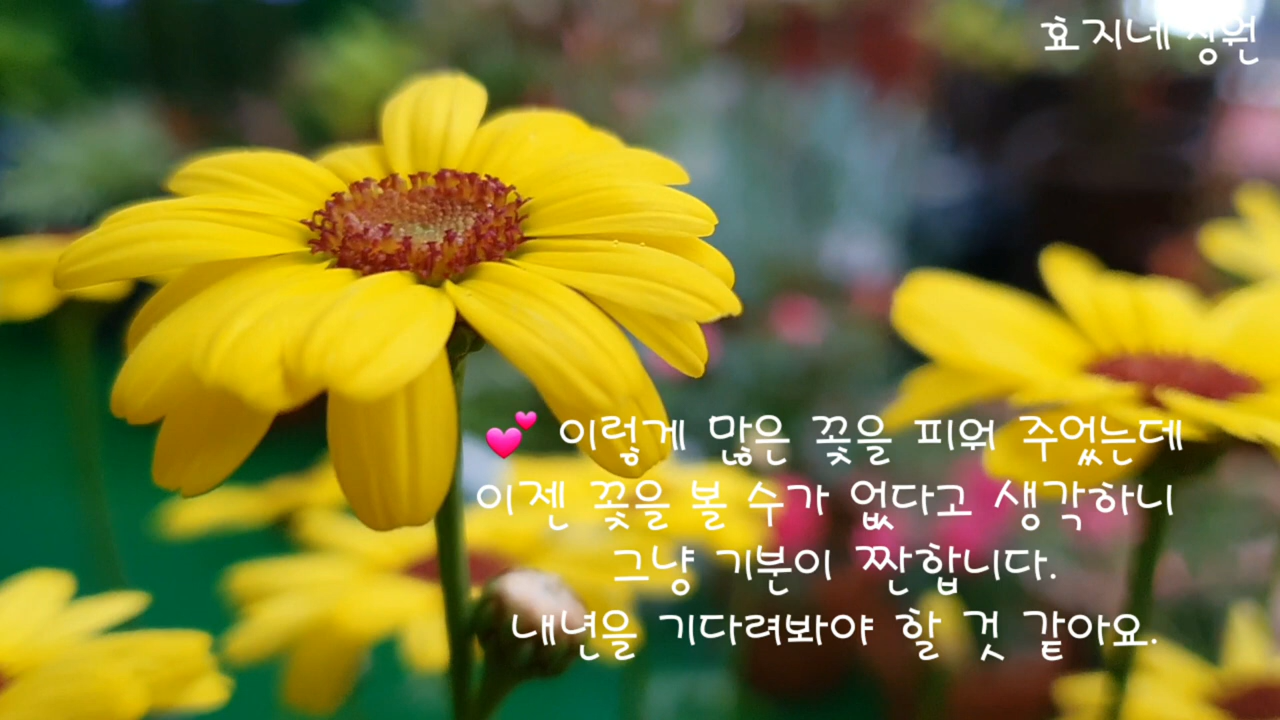 효지네 정원
💕 이렇게 많은 꽃을 피워 주었는데
이젠 꽃을 볼 수가 없다고 생각하니
그냥 기분이 짠합니다.
내년을 기다려봐야 할 것 같아요.